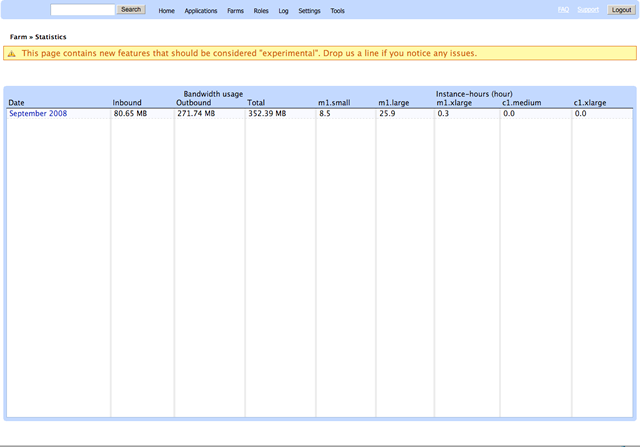 Search Home Applications Farms Roles Log Settings Tools FAQ Support Logout
Farm » Statistics
This page contains new features that should be considered "experimental". Drop us a line if you notice any issues.
Bandwidth usage Instance-hours (hour)
Date Inbound Outbound Total m1.small m1.large m1.xlarge c1.medium c1.xlarge
September 2008 80.65 MB 271.74 MB 352.39 MB 8.5 25.9 0.3 0.0 0.0